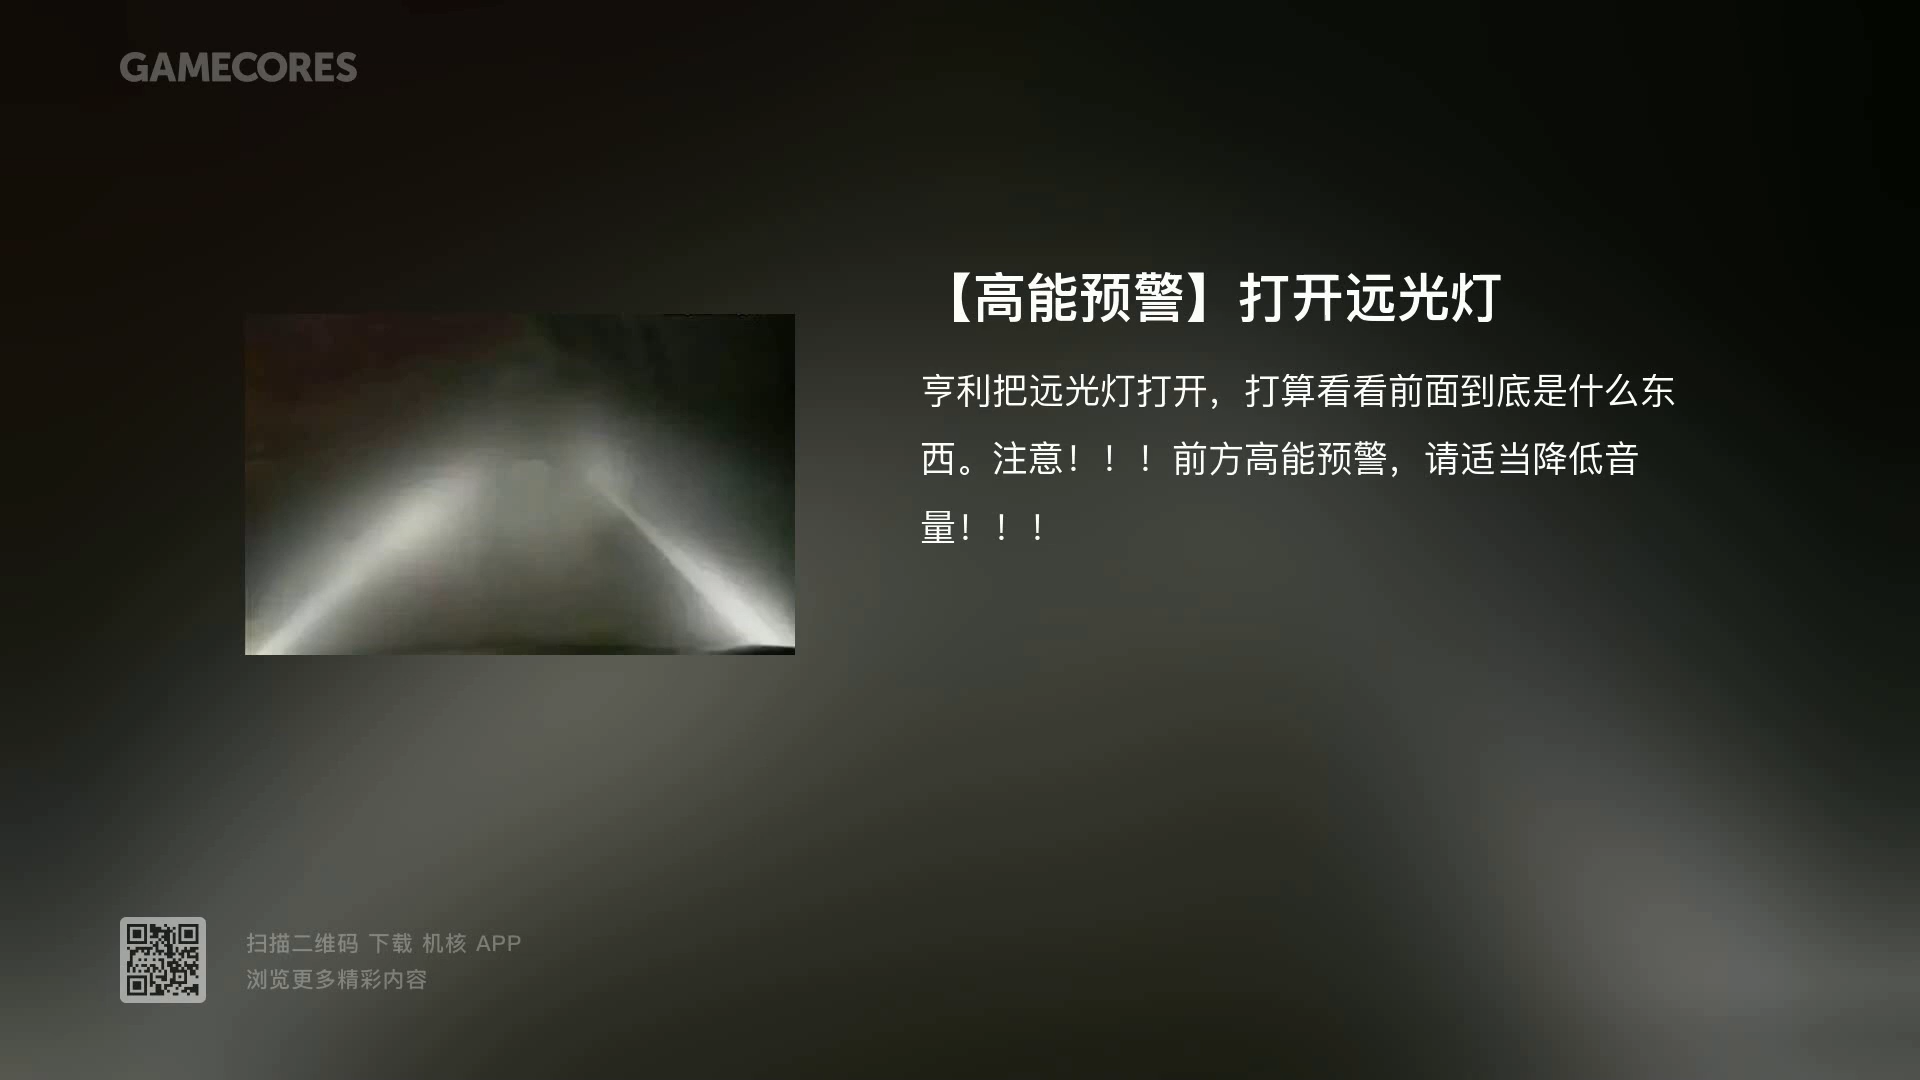 GAMECORES
【高能预警】打开远光灯
亨利把远光灯打开，打算看看前面到底是什么东
西。注意！！！前方高能预警，请适当降低音
量！！！
扫描二维码 下载 机核 APP
浏览更多精彩内容